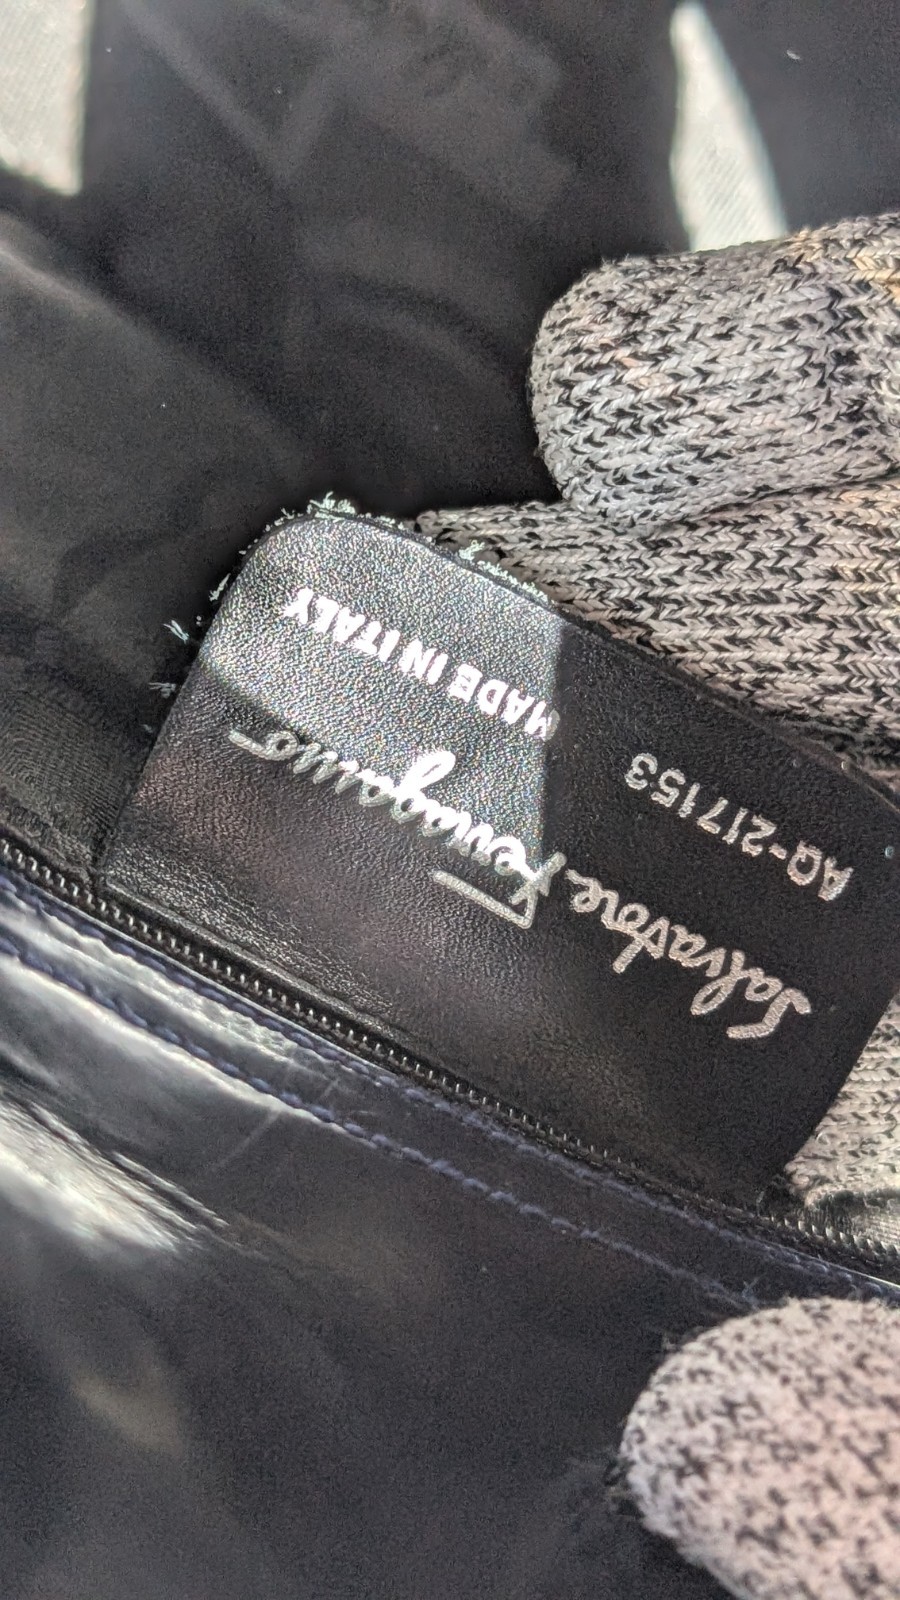 Salvatore Ferragamo
AQ-217153
MADE IN ITALY